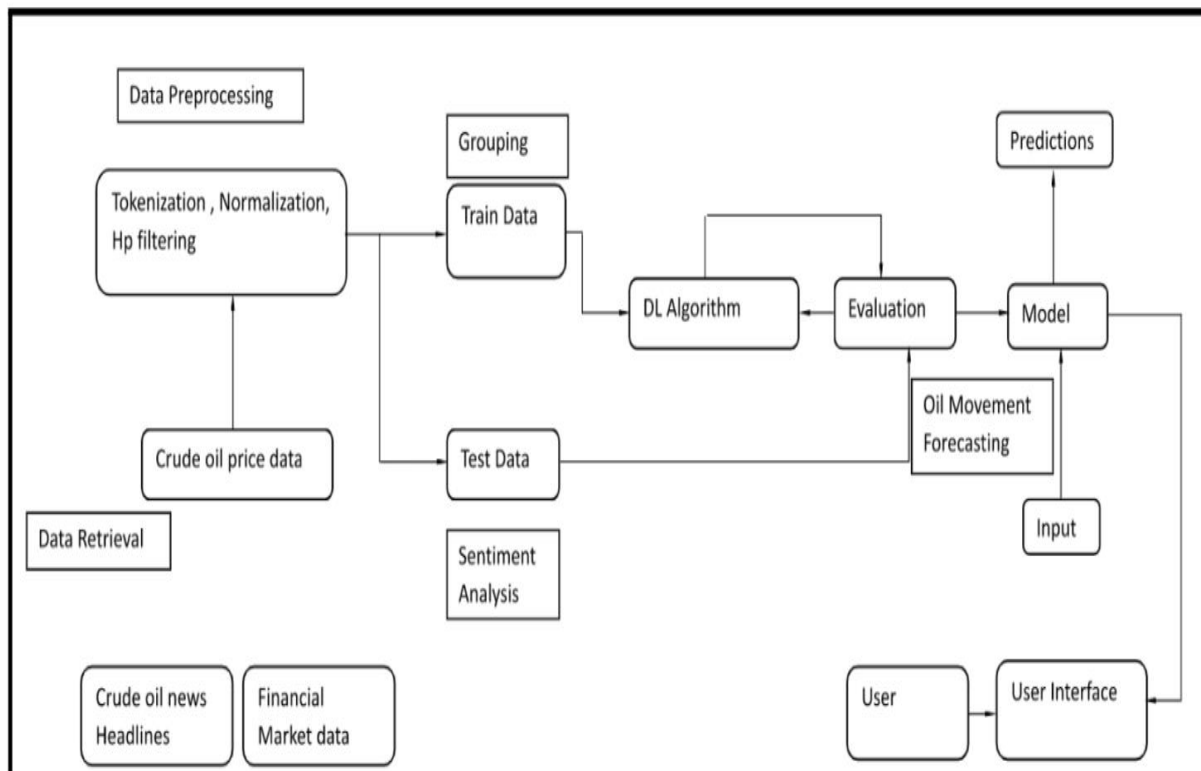 Data Preprocessing
Grouping
Predictions
Tokenization , Normalization,
Hp filtering
Train Data
DL Algorithm
Evaluation
Model
Oil Movement
Forecasting
Crude oil price data
Test Data
Input
Data Retrieval
Sentiment
Analysis
Crude oil news
Headlines
Financial
Market data
User
User Interface